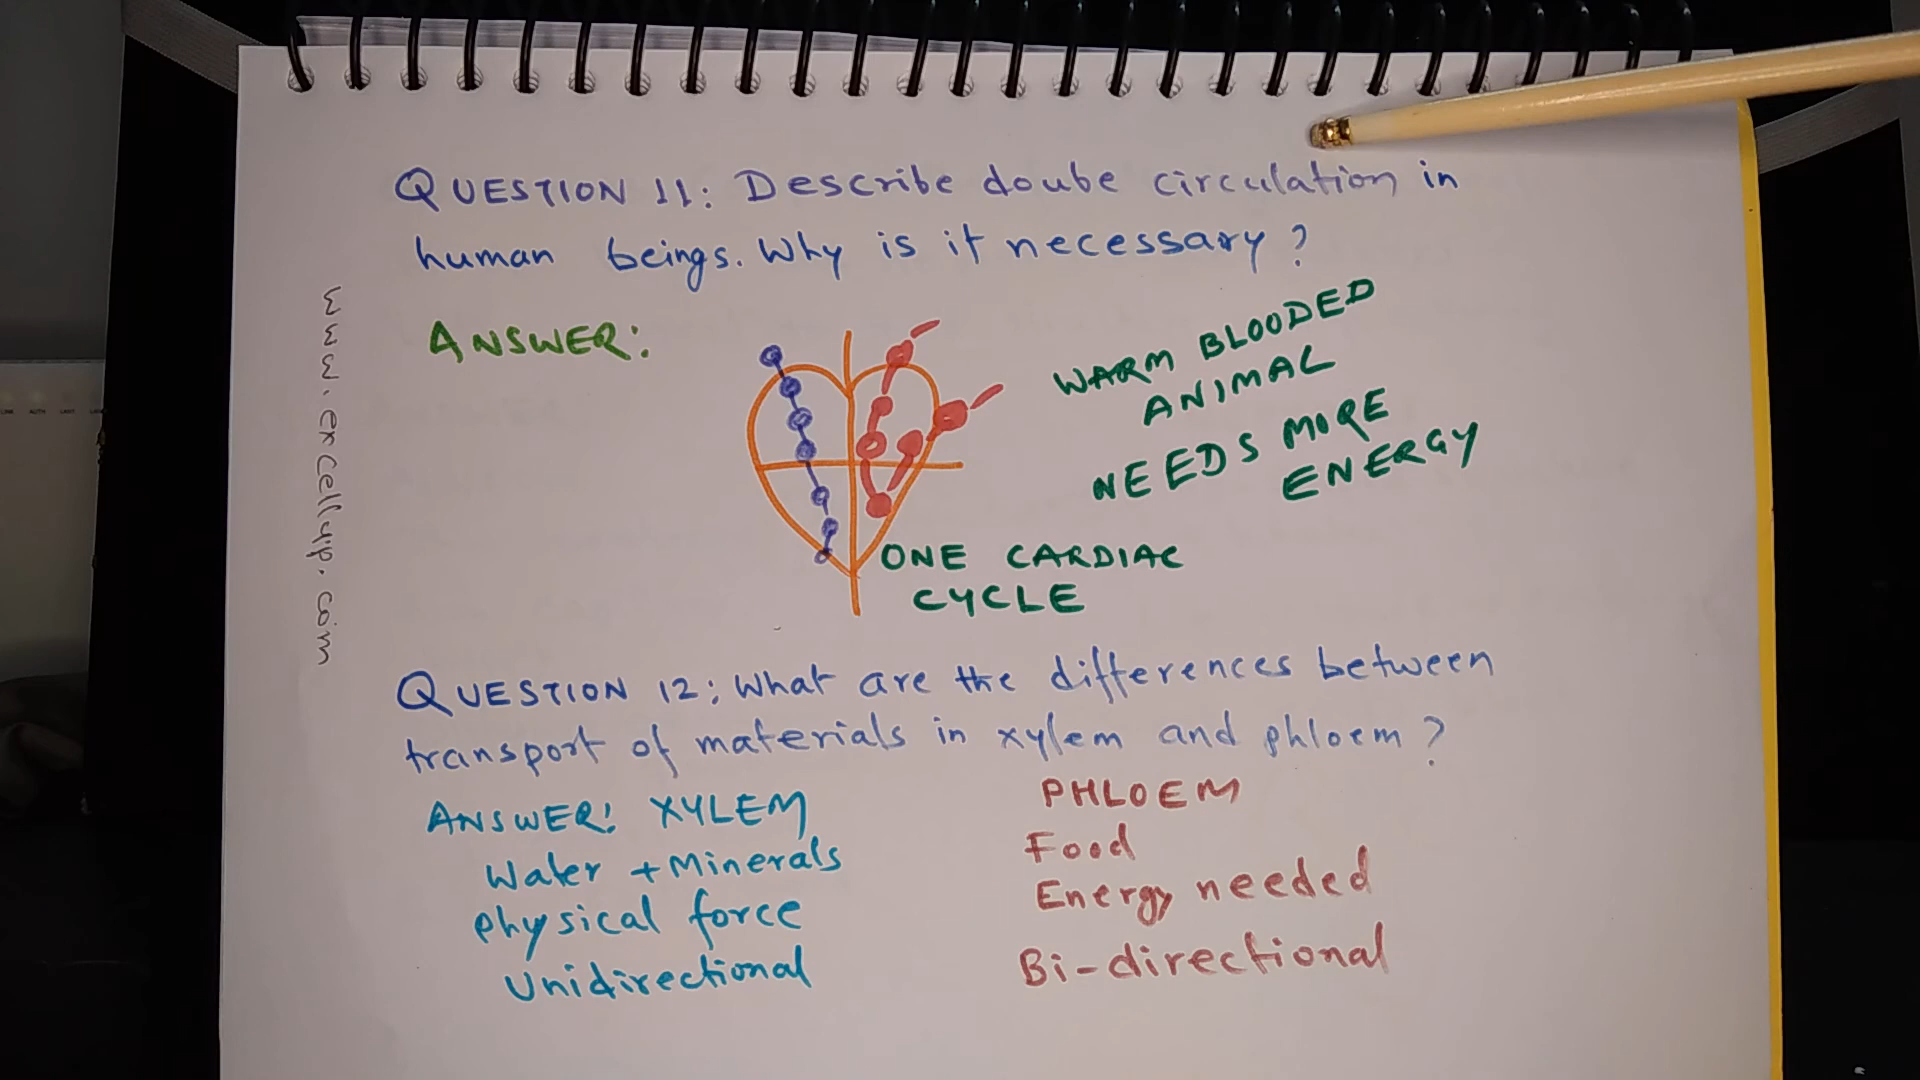 QUESTION 11: Describe doube circulation in
human beings. Why is it necessary?
ANSWER:
WARM BLOODED
ANIMAL
NEEDS MORE
ENERGY
ONE CARDIAC
CYCLE
www.excellup.com
QUESTION 12: What are the differences between
transport of materials in xylem and phloem?
ANSWER: XYLEM
Water + Minerals
Physical force
Unidirectional
PHLOEM
Food
Energy needed
Bi-directional